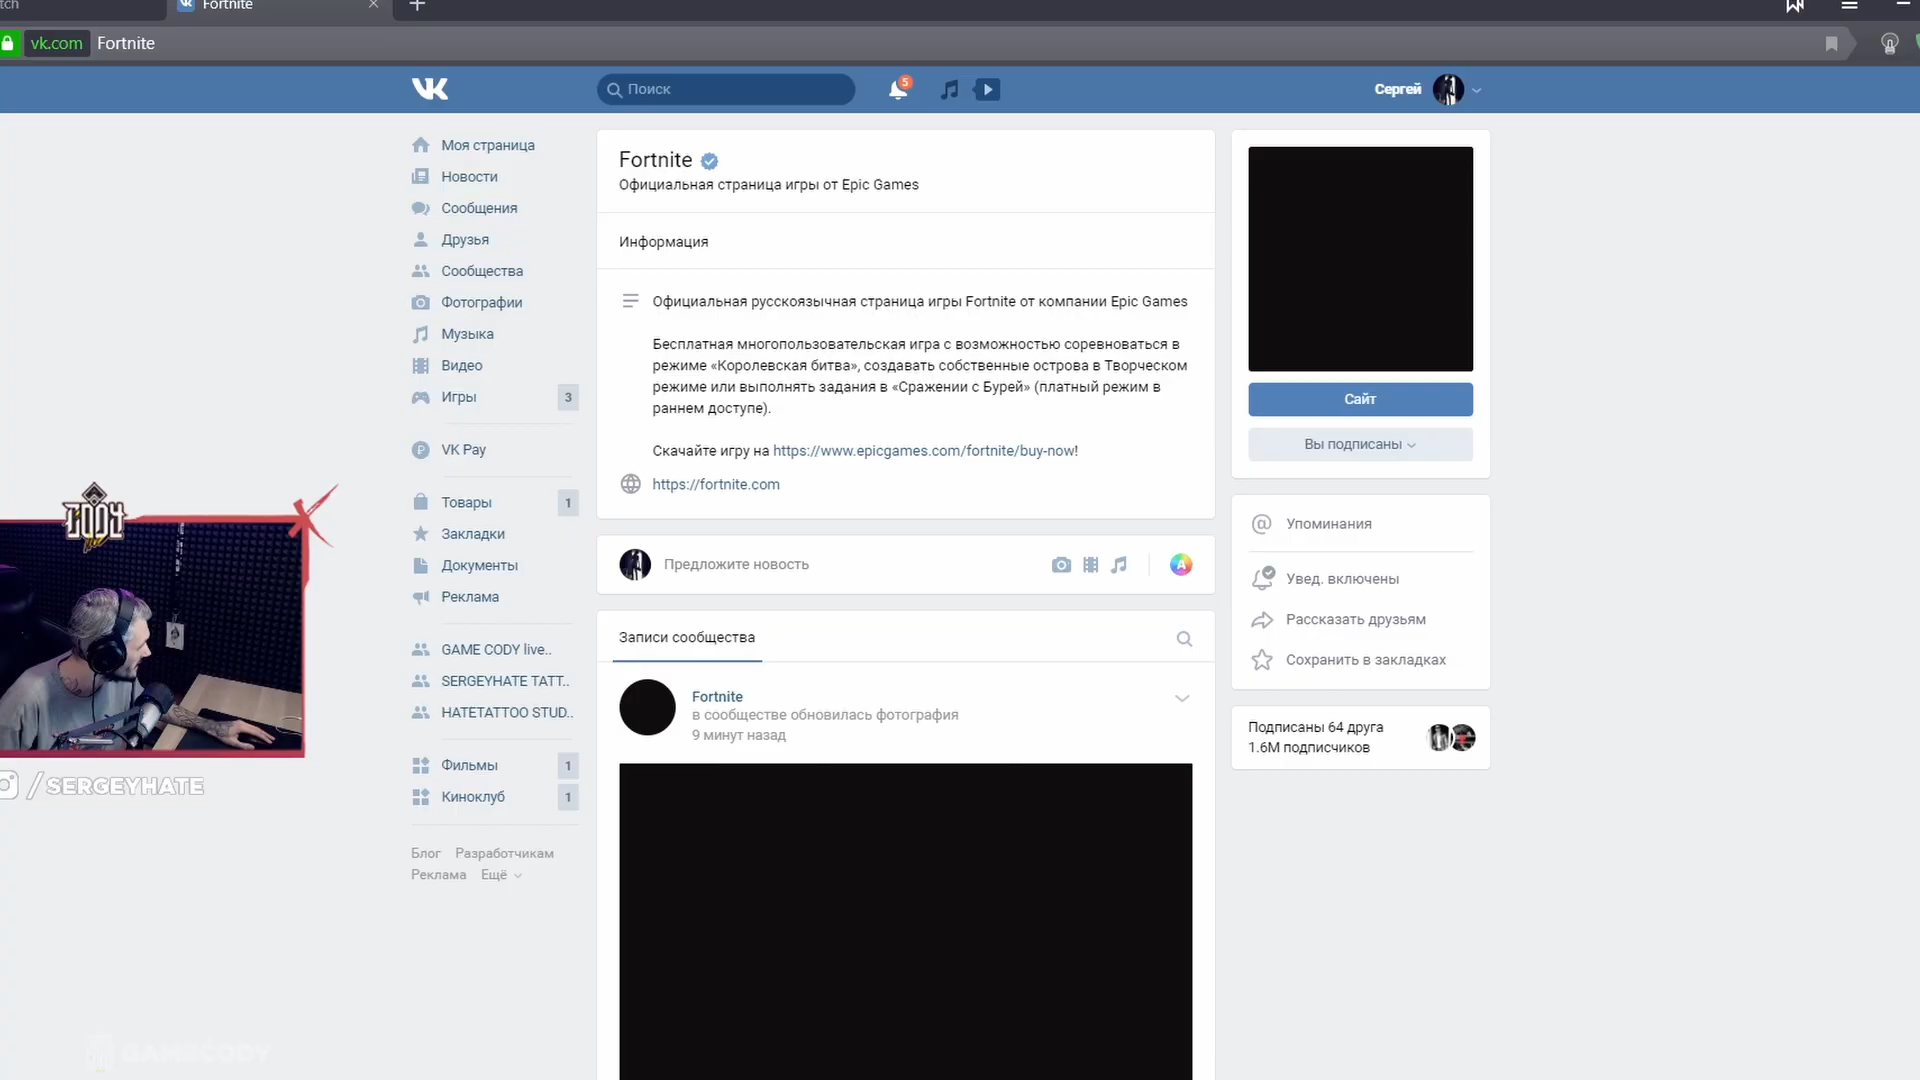 tch
Fortnite
vk.com Fortnite
Поиск
5
Сергей
Моя страница
Новости
Сообщения
Друзья
Сообщества
Фотографии
Музыка
Видео
Игры 3
VK Pay
Товары 1
Закладки
Документы
Реклама
GAME CODY live..
SERGEYHATE TATT..
HATETATTOO STUD..
Фильмы 1
Киноклуб 1
Блог Разработчикам
Реклама Ещё
Fortnite
Официальная страница игры от Epic Games
Информация
Официальная русскоязычная страница игры Fortnite от компании Epic Games
Бесплатная многопользовательская игра с возможностью соревноваться в
режиме «Королевская битва», создавать собственные острова в Творческом
режиме или выполнять задания в «Сражении с Бурей» (платный режим в
раннем доступе).
Скачайте игру на https://www.epicgames.com/fortnite/buy-now!
https://fortnite.com
Предложите новость
Записи сообщества
Fortnite
в сообществе обновилась фотография
9 минут назад
Сайт
Вы подписаны
Упоминания
Увед. включены
Рассказать друзьям
Сохранить в закладках
Подписаны 64 друга
1.6M подписчиков
CODY
/SERGEYHATE
GAMECODY